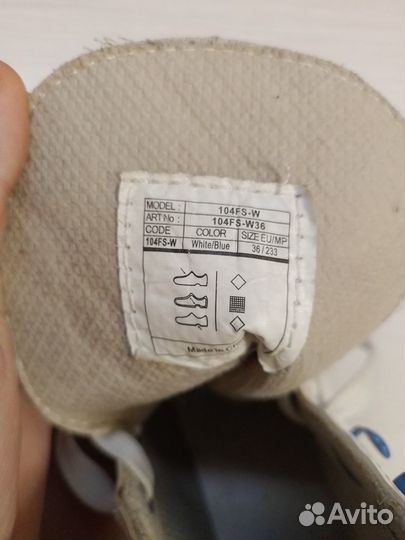 MODEL : 104FS-W
ART No : 104FS-W36
CODE : COLOR SIZE EU/MP
104FS-W White/Blue 36 / 233
Made in
Avito